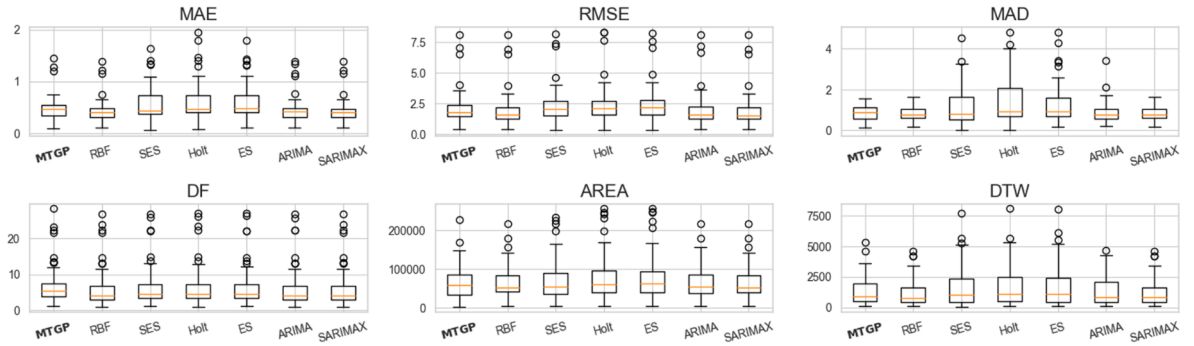 MAE
RMSE
MAD
2
1
0
7.5
5.0
2.5
0.0
4
2
0
MTGP RBF SES Holt ES ARIMA SARIMAX
MTGP RBF SES Holt ES ARIMA SARIMAX
MTGP RBF SES Holt ES ARIMA SARIMAX
DF
AREA
DTW
20
10
0
200000
100000
0
7500
5000
2500
0
MTGP RBF SES Holt ES ARIMA SARIMAX
MTGP RBF SES Holt ES ARIMA SARIMAX
MTGP RBF SES Holt ES ARIMA SARIMAX